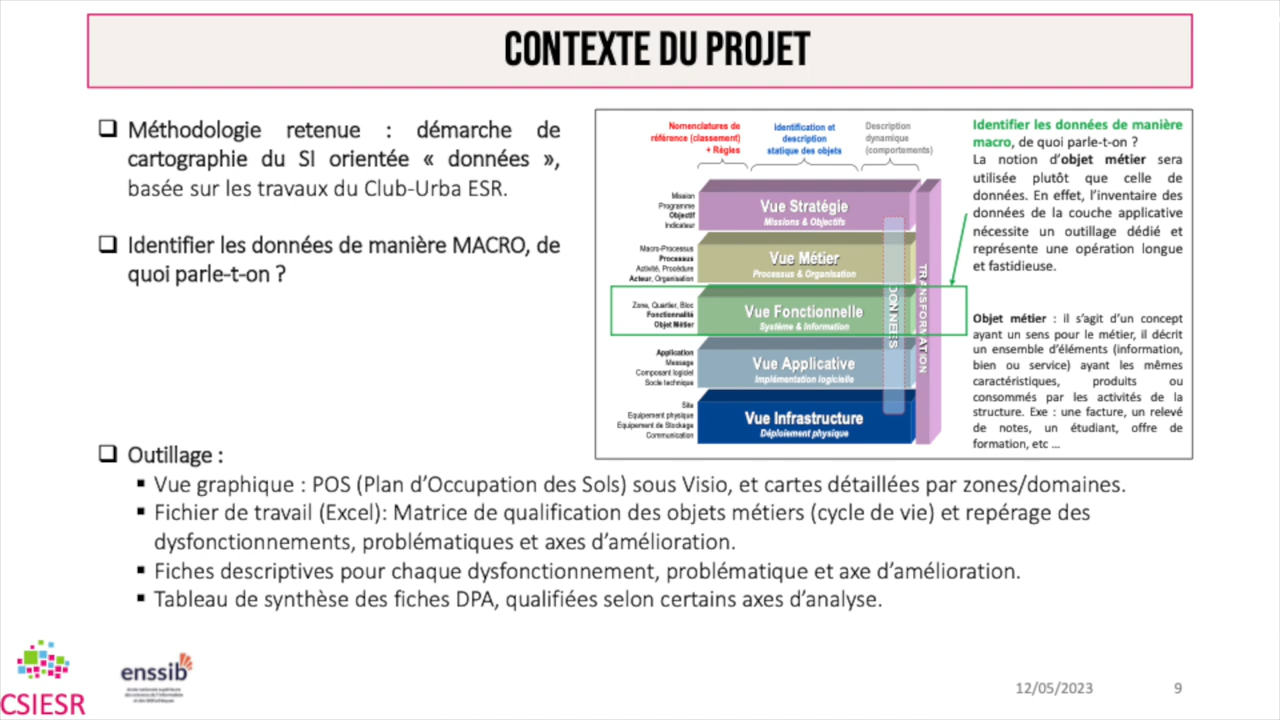 CONTEXTE DU PROJET
Méthodologie retenue : démarche de
cartographie du SI orientée « données »,
basée sur les travaux du Club-Urba ESR.
Identifier les données de manière MACRO, de
quoi parle-t-on ?
Nomenclatures de
référence (classement)
+ Règles
Identification et
description
statique des objets
Description
dynamique
(comportements)
Mission
Programme
Objectif
Indicateur
Vue Stratégie
Missions & Objectifs
Macro-Processus
Processus
Activité, Procédure
Acteur, Organisation
Vue Métier
Processus & Organisation
Zone, Quartier, Bloc
Fonctionnalité
Objet Métier
Vue Fonctionnelle
Système & Information
Application
Message
Composant logiciel
Socle technique
Vue Applicative
Implémentation logicielle
Site
Equipement physique
Equipement de Stockage
Communication
Vue Infrastructure
Déploiement physique
DONNEES
TRANSFORMATION
Identifier les données de manière
macro, de quoi parle-t-on ?
La notion d’objet métier sera
utilisée plutôt que celle de
données. En effet, l’inventaire des
données de la couche applicative
nécessite un outillage dédié et
représente une opération longue
et fastidieuse.
Objet métier : il s’agit d’un concept
ayant un sens pour le métier, il décrit
un ensemble d’éléments (information,
bien ou service) ayant les mêmes
caractéristiques, produits ou
consommés par les activités de la
structure. Exe : une facture, un relevé
de notes, un étudiant, offre de
formation, etc ...
Outillage :
Vue graphique : POS (Plan d’Occupation des Sols) sous Visio, et cartes détaillées par zones/domaines.
Fichier de travail (Excel): Matrice de qualification des objets métiers (cycle de vie) et repérage des
dysfonctionnements, problématiques et axes d’amélioration.
Fiches descriptives pour chaque dysfonctionnement, problématique et axe d’amélioration.
Tableau de synthèse des fiches DPA, qualifiées selon certains axes d’analyse.
CSIESR
enssib
école nationale supérieure
des sciences de l'information
et des bibliothèques
12/05/2023
9